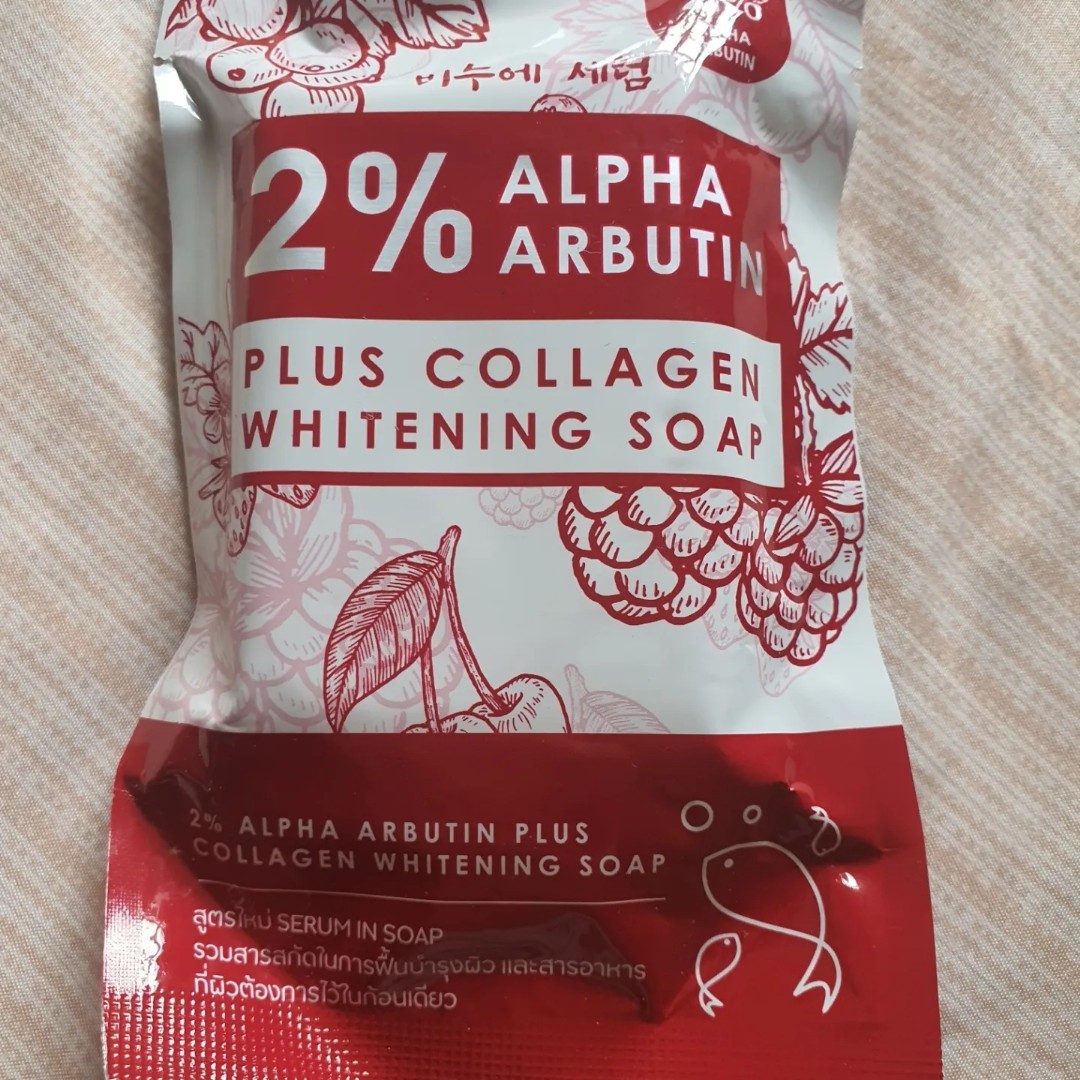 비누에 세럼
2% ALPHA
ARBUTIN
PLUS COLLAGEN
WHITENING SOAP
2% ALPHA ARBUTIN PLUS
COLLAGEN WHITENING SOAP
สูตรใหม่ SERUM IN SOAP
รวมสารสกัดในการฟื้นบำรุงผิว และสารอาหาร
ที่ผิวต้องการไว้ในก้อนเดียว